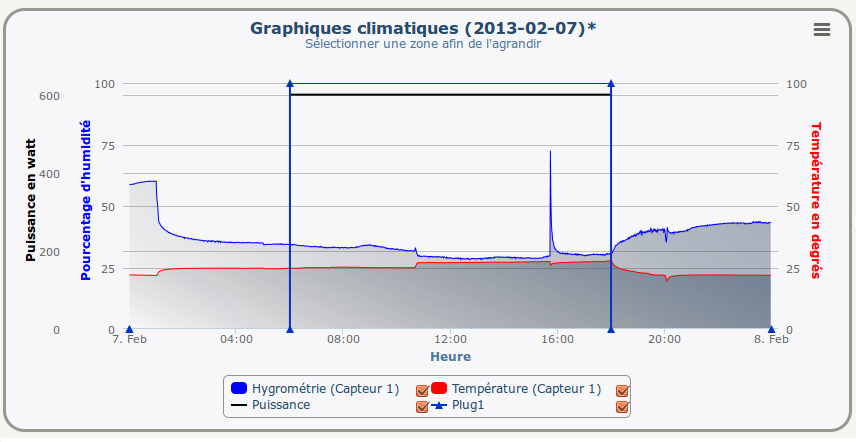 Graphiques climatiques (2013-02-07)*
Sélectionner une zone afin de l'agrandir
Puissance en watt
600
400
200
0
Pourcentage d'humidité
100
75
50
25
0
100
75
50
25
0
Température en degrés
7. Feb 04:00 08:00 12:00 16:00 20:00 8. Feb
Heure
Hygrométrie (Capteur 1) Température (Capteur 1)
Puissance Plug1